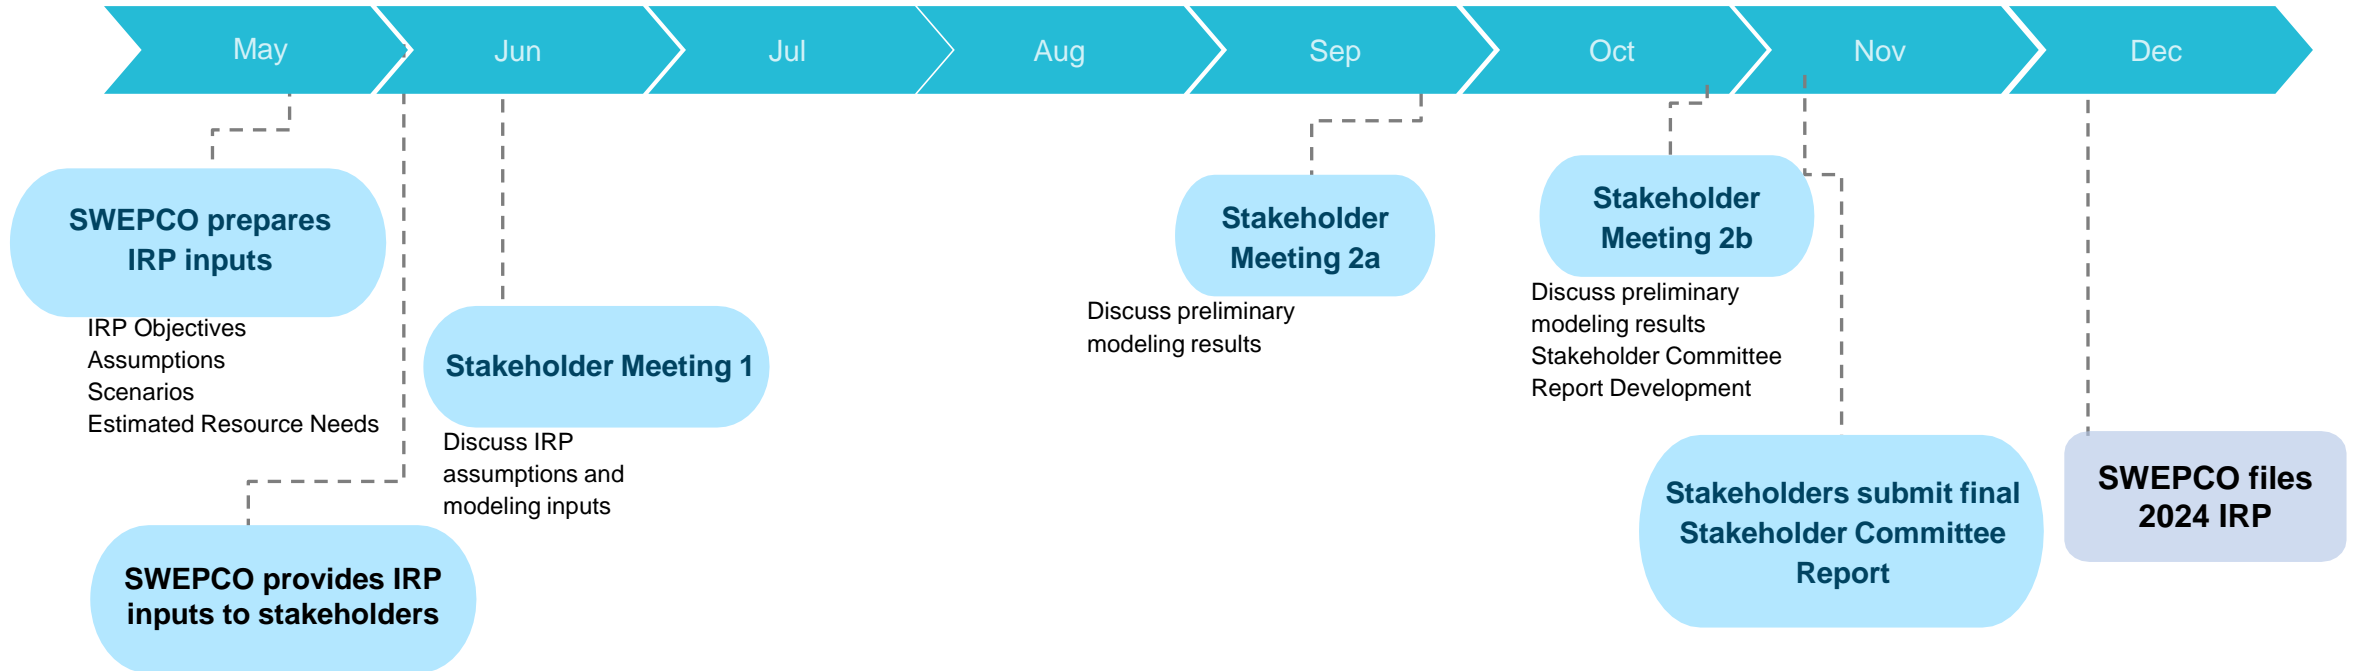 May
Jun
Jul
Aug
Sep
Oct
Nov
Dec
SWEPCO prepares
IRP inputs
IRP Objectives
Assumptions
Scenarios
Estimated Resource Needs
SWEPCO provides IRP
inputs to stakeholders
Stakeholder Meeting 1
Discuss IRP
assumptions and
modeling inputs
Stakeholder
Meeting 2a
Discuss preliminary
modeling results
Stakeholder
Meeting 2b
Discuss preliminary
modeling results
Stakeholder Committee
Report Development
Stakeholders submit final
Stakeholder Committee
Report
SWEPCO files
2024 IRP